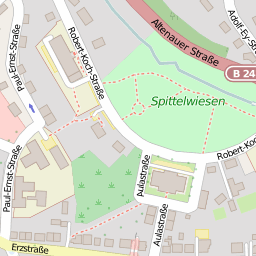 Paul-Ernst-Straße
Robert-Koch-Straße
Altenauer Straße
Adolf-Ey-Straße
B 24
Spittelwiesen
Robert-Ko
Paul-Ernst-Straße
Aulastraße
Aulastraße
Erzstraße